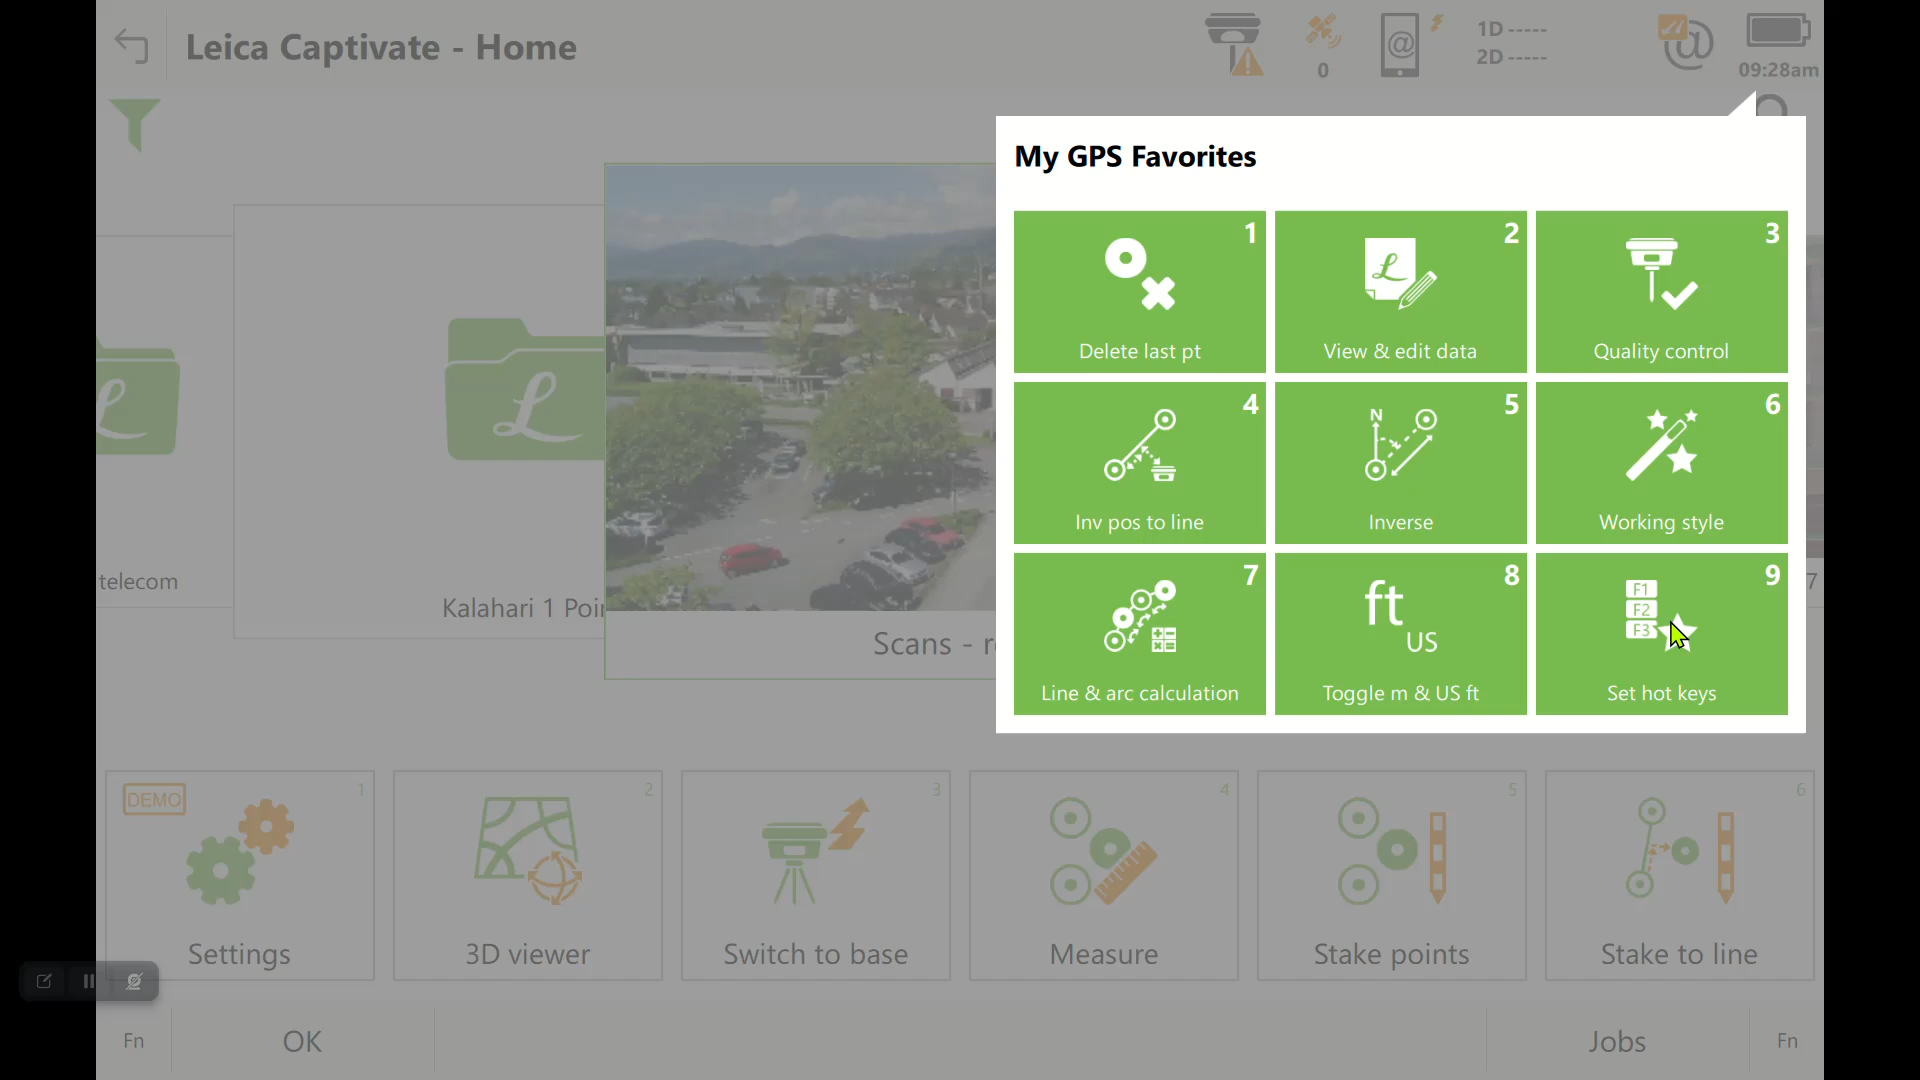 Leica Captivate - Home
0
@
1D -----
2D -----
@
09:28am
My GPS Favorites
1
Delete last pt
2
View & edit data
3
Quality control
4
Inv pos to line
N
5
Inverse
6
Working style
7
Line & arc calculation
ft
US
8
Toggle m & US ft
F1
F2
F3
9
Set hot keys
telecom
Kalahari 1 Poi
Scans - r
7
DEMO
1
Settings
2
3D viewer
3
Switch to base
4
Measure
5
Stake points
6
Stake to line
Fn
OK
Jobs
Fn